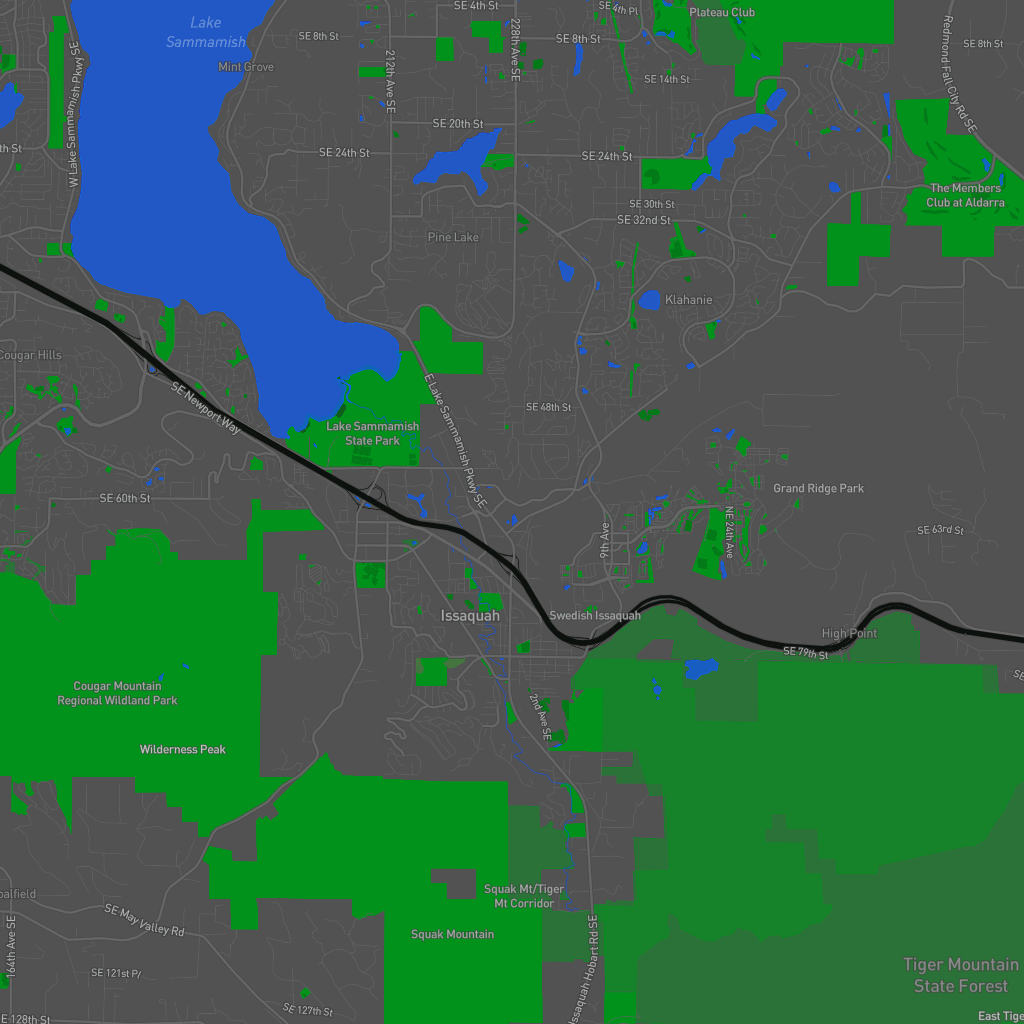 SE 4th St
SE 4th Pl
Plateau Club
Lake
Sammamish
SE 8th St
228th Ave SE
SE 8th St
SE 8th St
Redmond Fall City Rd SE
W Lake Sammamish Pkwy SE
Mint Grove
212th Ave SE
SE 14th St
SE 20th St
SE 24th St
SE 24th St
th St
The Members
Club at Aldarra
SE 30th St
SE 32nd St
Pine Lake
Klahanie
Cougar Hills
SE Newport Way
E Lake Sammamish Pkwy SE
SE 48th St
Lake Sammamish
State Park
SE 60th St
Grand Ridge Park
9th Ave
NE 24th Ave
SE 63rd St
Issaquah
Swedish Issaquah
High Point
SE 79th St
SE
Cougar Mountain
Regional Wildland Park
2nd Ave SE
Wilderness Peak
oalfield
Squak Mt/Tiger
Mt Corridor
SE May Valley Rd
164th Ave SE
Squak Mountain
Issaquah Hobart Rd SE
SE 121st Pl
Tiger Mountain
State Forest
SE 127th St
E 128th St
East Tige